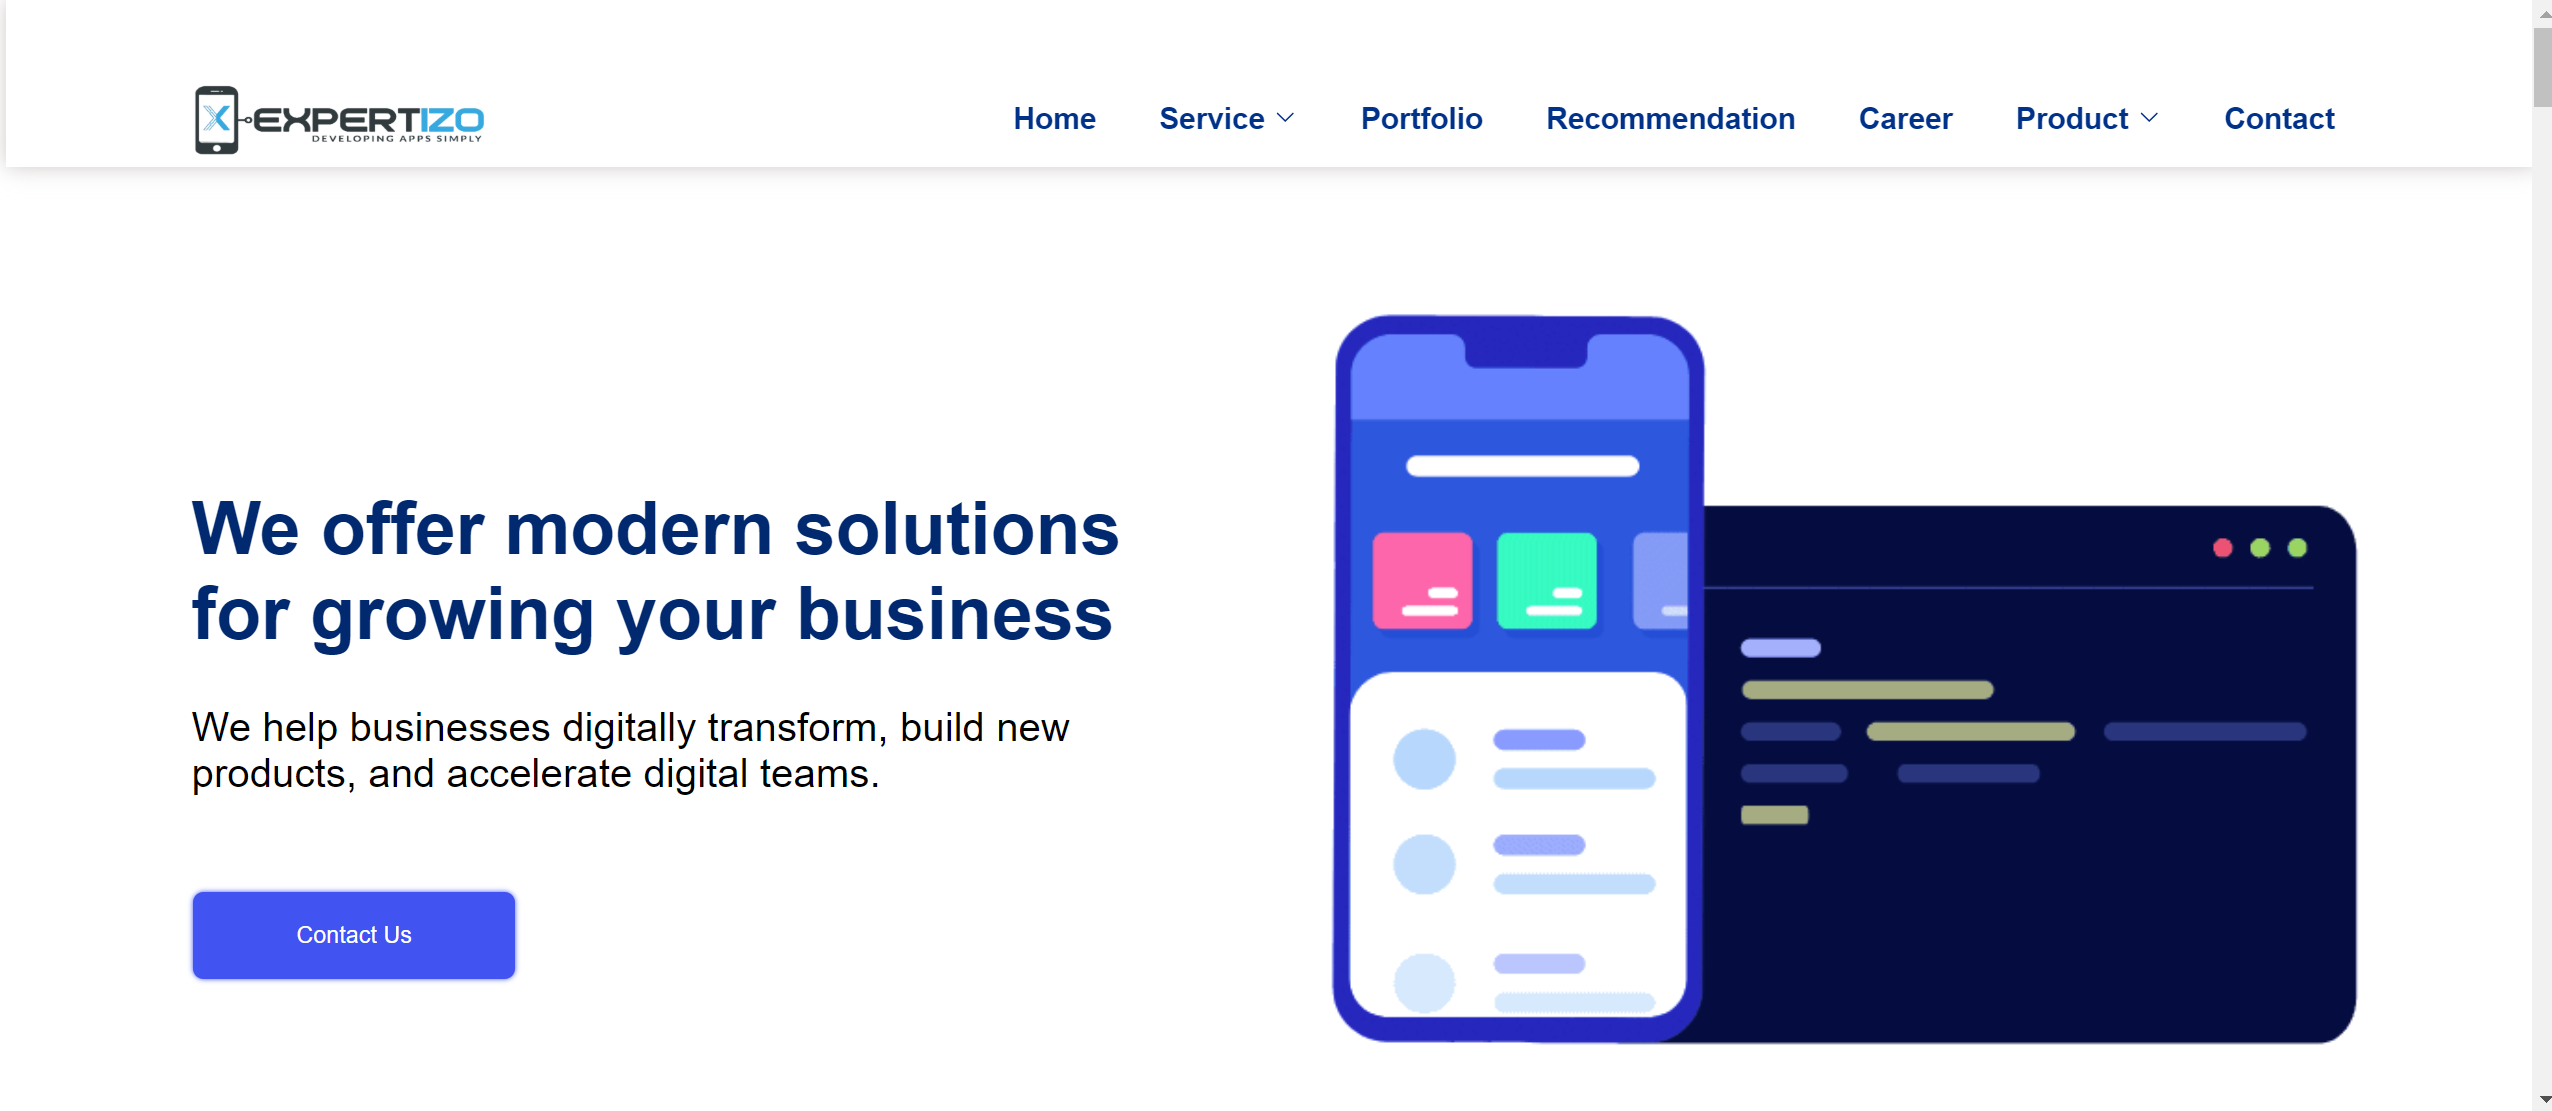 X EXPERTIZO
DEVELOPING APPS SIMPLY
Home Service Portfolio Recommendation Career Product Contact
We offer modern solutions
for growing your business
We help businesses digitally transform, build new
products, and accelerate digital teams.
Contact Us